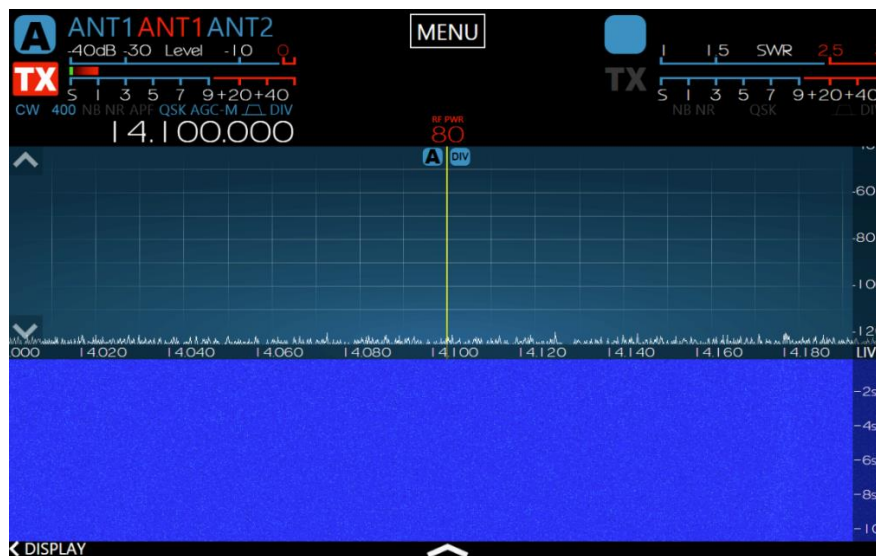 A ANT1 ANT1 ANT2 MENU
-40dB -30 Level -10 0
1 1.5 SWR 2.5
TX TX
S 1 3 5 7 9 +20 +40
S 1 3 5 7 9 +20 +40
CW 400 NB NR APF QSK AGC-M DIV
NB NR QSK DI
14.100.000
RF PWR
80
A DIV
-60
-80
-10
-12
.000 14.020 14.040 14.060 14.080 14.100 14.120 14.140 14.160 14.180 LIV
-2s
-4s
-6s
-8s
-10
DISPLAY